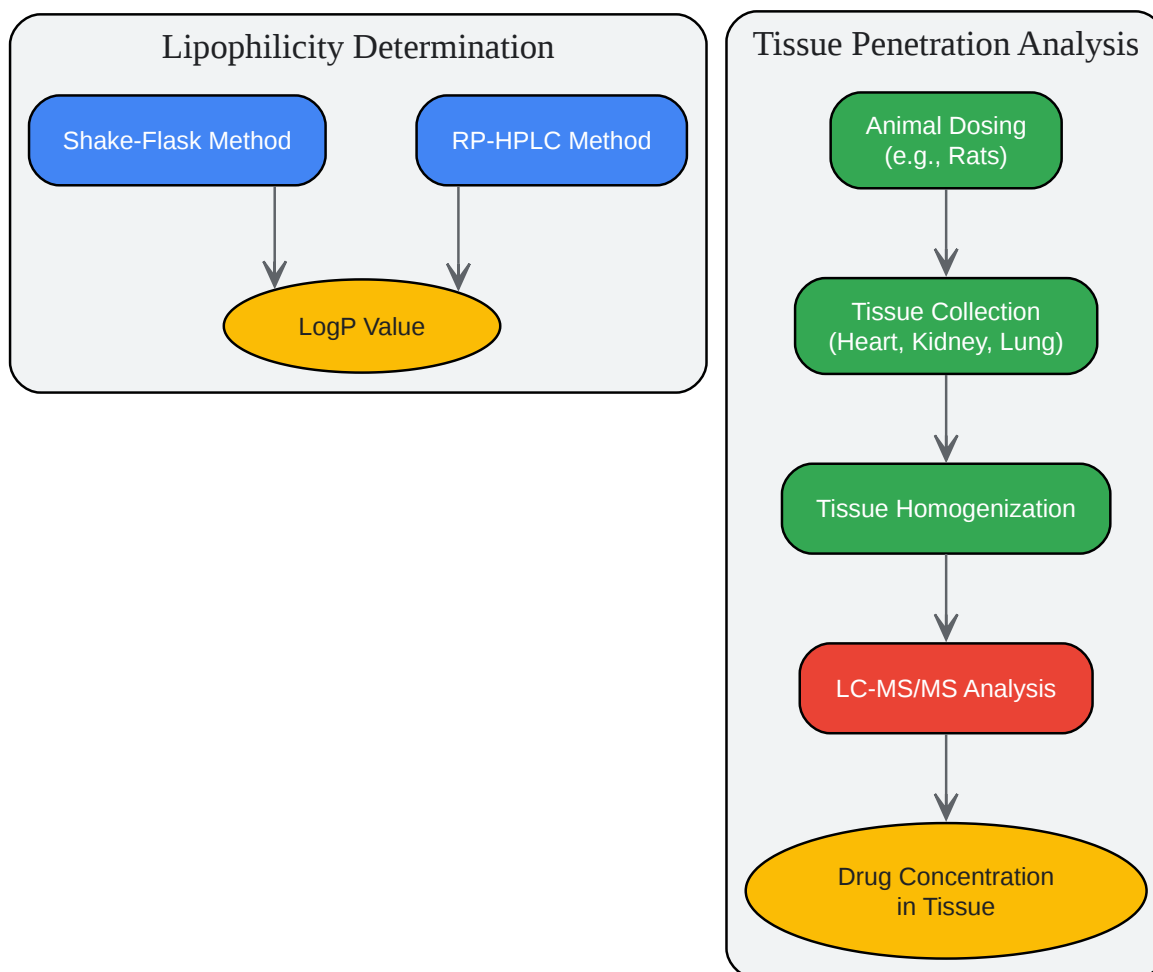 Lipophilicity Determination
Shake-Flask Method
RP-HPLC Method
LogP Value
Tissue Penetration Analysis
Animal Dosing
(e.g., Rats)
Tissue Collection
(Heart, Kidney, Lung)
Tissue Homogenization
LC-MS/MS Analysis
Drug Concentration
in Tissue